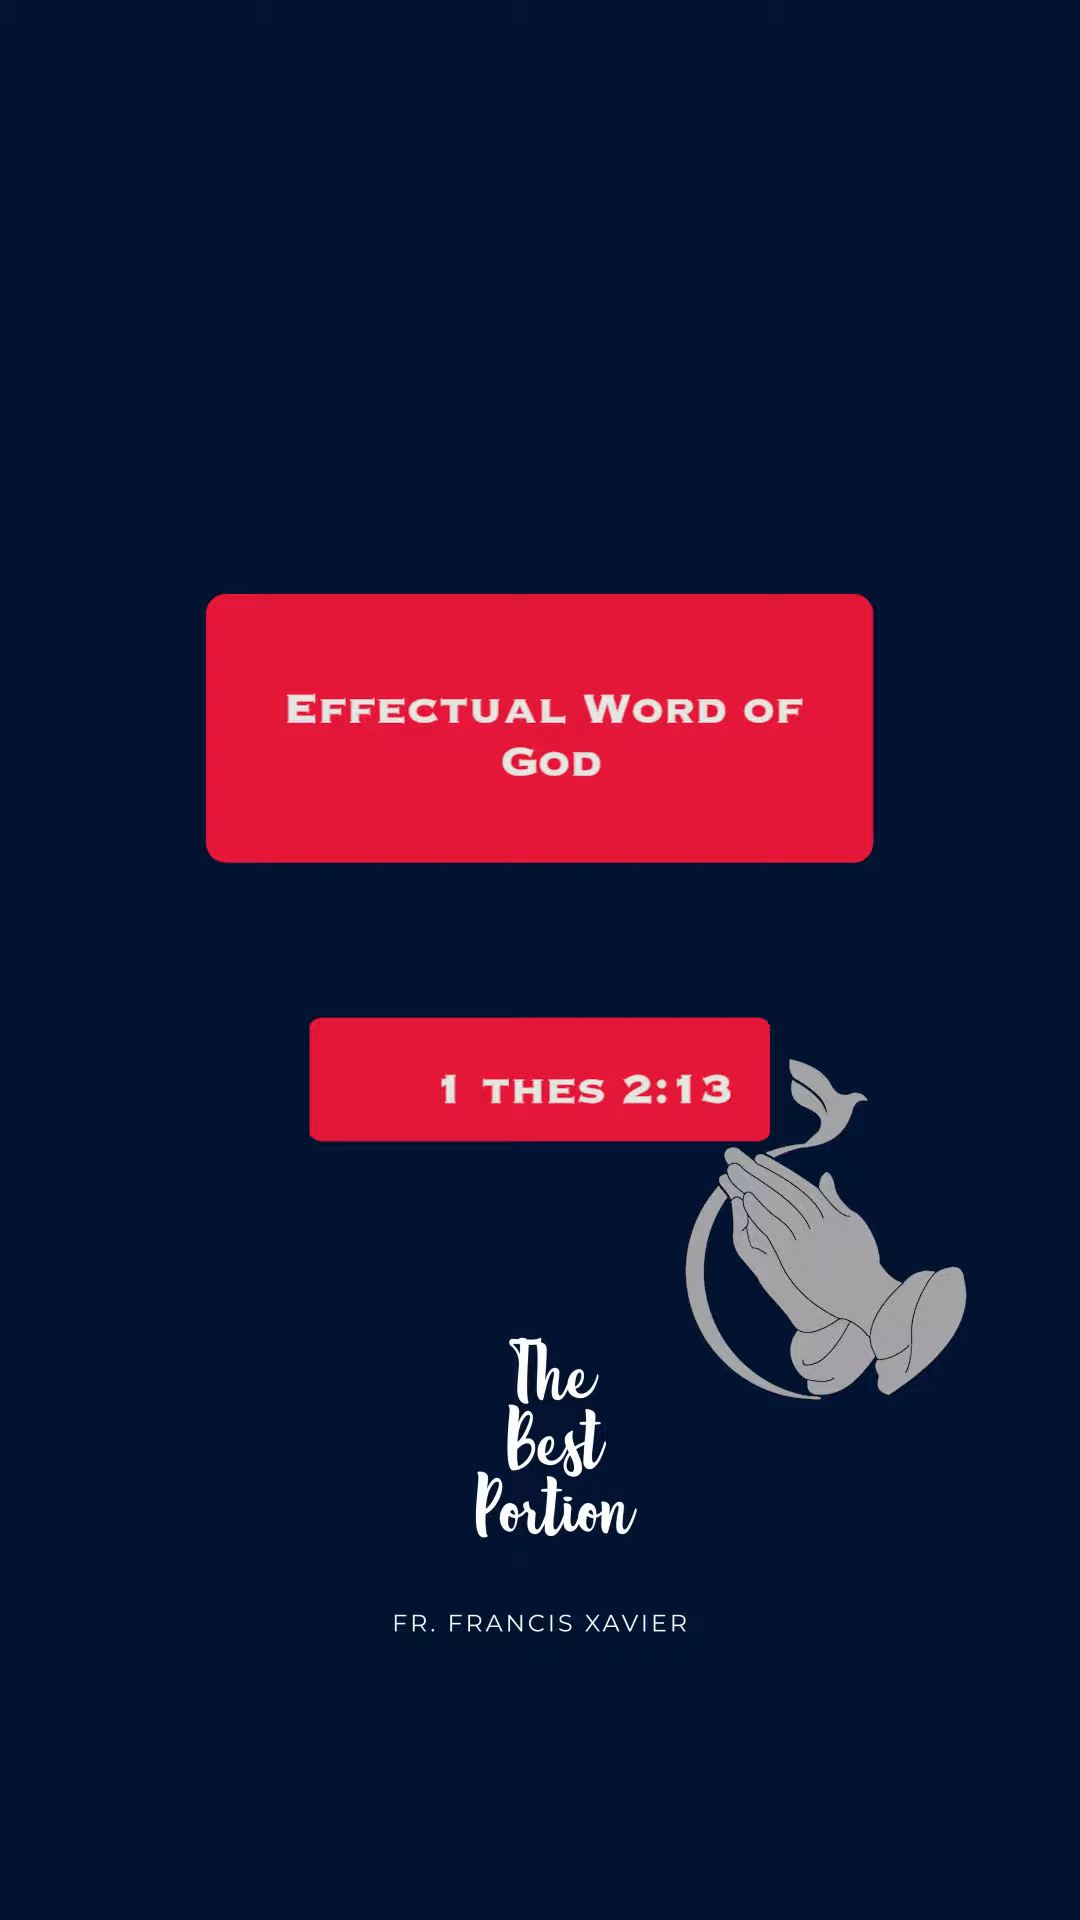 Effectual Word of
God
1 thes 2:13
The
Best
Portion
FR. FRANCIS XAVIER